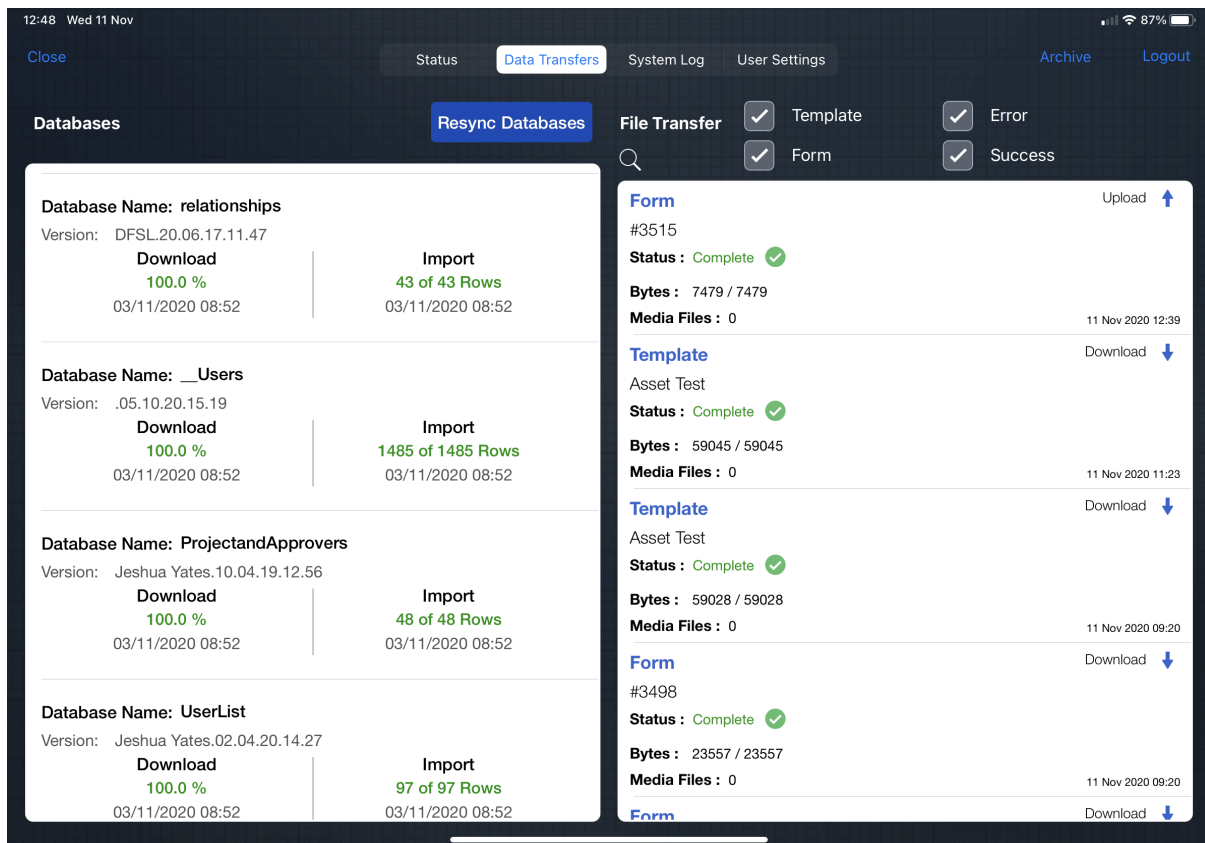 12:48 Wed 11 Nov
87%
Close
Status
Data Transfers
System Log
User Settings
Archive
Logout
Databases
Resync Databases
Database Name: relationships
Version: DFSL.20.06.17.11.47
Download Import
100.0 % 43 of 43 Rows
03/11/2020 08:52 03/11/2020 08:52
Database Name: __Users
Version: .05.10.20.15.19
Download Import
100.0 % 1485 of 1485 Rows
03/11/2020 08:52 03/11/2020 08:52
Database Name: ProjectandApprovers
Version: Jeshua Yates.10.04.19.12.56
Download Import
100.0 % 48 of 48 Rows
03/11/2020 08:52 03/11/2020 08:52
Database Name: UserList
Version: Jeshua Yates.02.04.20.14.27
Download Import
100.0 % 97 of 97 Rows
03/11/2020 08:52 03/11/2020 08:52
File Transfer
Template
Error
Form
Success
Form Upload
#3515
Status : Complete
Bytes : 7479 / 7479
Media Files : 0 11 Nov 2020 12:39
Template Download
Asset Test
Status : Complete
Bytes : 59045 / 59045
Media Files : 0 11 Nov 2020 11:23
Template Download
Asset Test
Status : Complete
Bytes : 59028 / 59028
Media Files : 0 11 Nov 2020 09:20
Form Download
#3498
Status : Complete
Bytes : 23557 / 23557
Media Files : 0 11 Nov 2020 09:20
Form Download